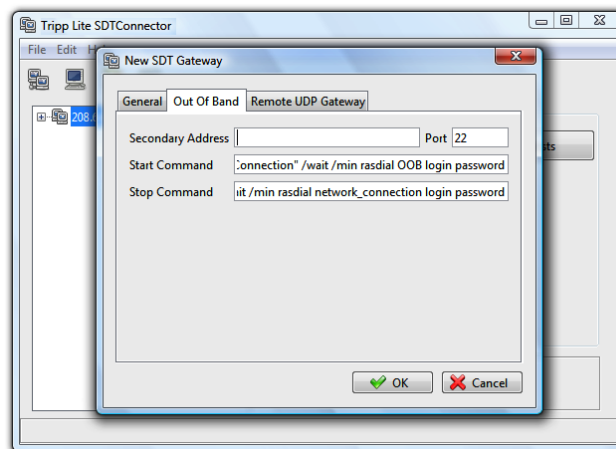 Tripp Lite SDTConnector
File Edit
New SDT Gateway
General Out Of Band Remote UDP Gateway
Secondary Address Port 22
Start Command :onnection" /wait /min rasdial OOB login password
Stop Command ait /min rasdial network_connection login password
OK Cancel